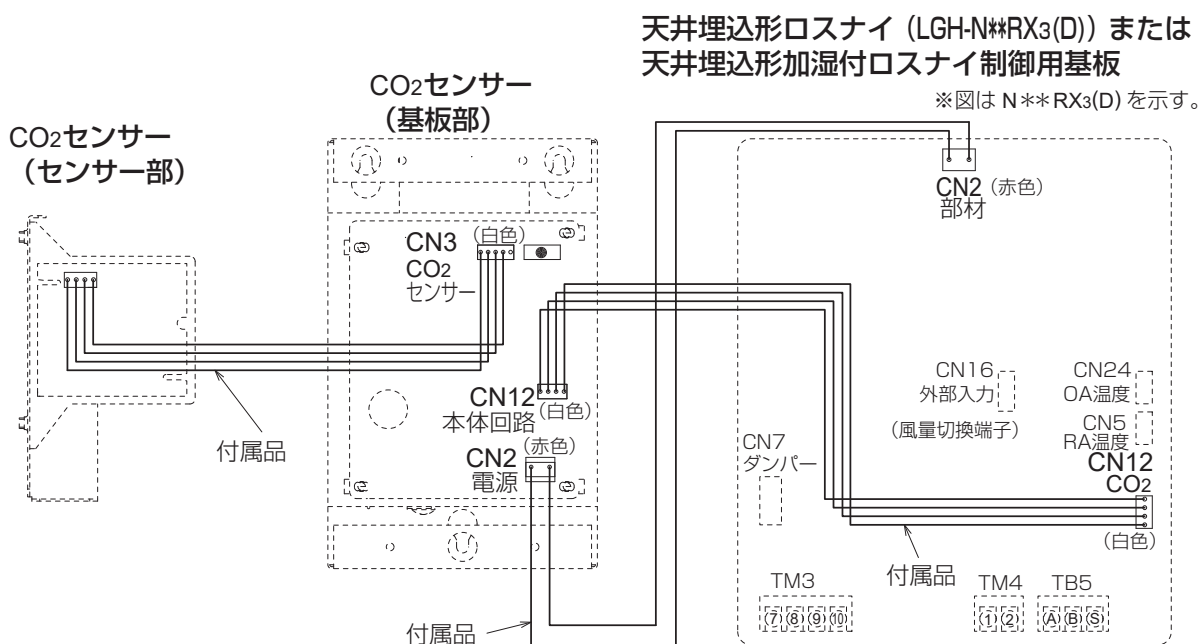 天井埋込形ロスナイ（LGH-N**RX3(D)）または
天井埋込形加湿付ロスナイ制御用基板
※図は N**RX3(D) を示す。
CO2センサー
（基板部）
CO2センサー
（センサー部）
CN2（赤色）
部材
CN3
（白色）
CO2
センサー
CN12
（白色）
本体回路
（赤色）
CN2
電源
付属品
CN16
外部入力
（風量切換端子）
CN24
OA温度
CN5
RA温度
CN12
CO2
（白色）
CN7
ダンパー
付属品
TM3
⑦⑧⑨⑩
TM4
①②
TB5
ⒶⒷⓈ
付属品